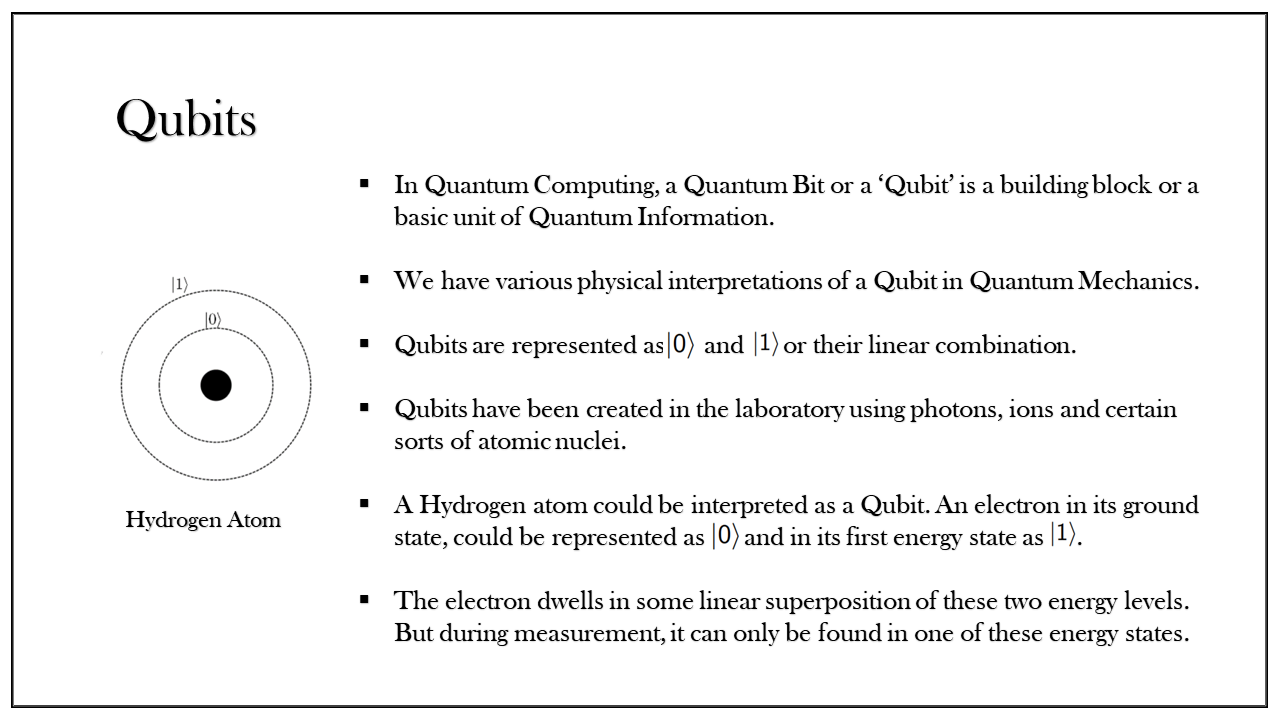 Qubits
▪ In Quantum Computing, a Quantum Bit or a ‘Qubit’ is a building block or a
basic unit of Quantum Information.
▪ We have various physical interpretations of a Qubit in Quantum Mechanics.
▪ Qubits are represented as |0⟩ and |1⟩ or their linear combination.
▪ Qubits have been created in the laboratory using photons, ions and certain
sorts of atomic nuclei.
▪ A Hydrogen atom could be interpreted as a Qubit. An electron in its ground
state, could be represented as |0⟩ and in its first energy state as |1⟩.
▪ The electron dwells in some linear superposition of these two energy levels.
But during measurement, it can only be found in one of these energy states.
|1⟩
|0⟩
Hydrogen Atom